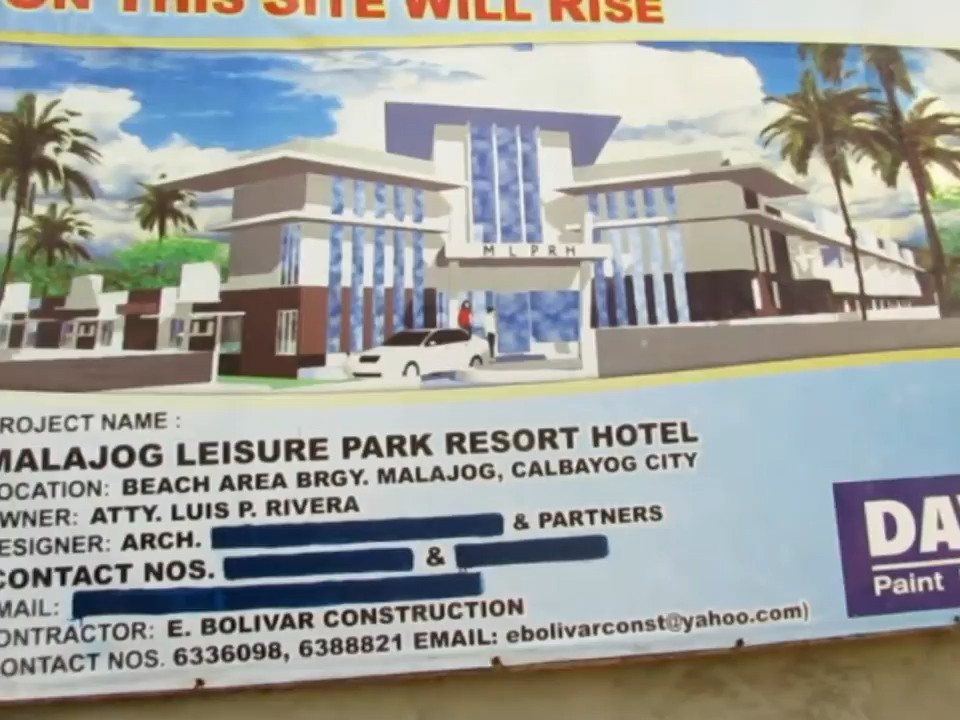 ON THIS SITE WILL RISE
MLPRH
ROJECT NAME :
MALAJOG LEISURE PARK RESORT HOTEL
OCATION: BEACH AREA BRGY. MALAJOG, CALBAYOG CITY
WNER: ATTY. LUIS P. RIVERA
ESIGNER: ARCH. & PARTNERS
CONTACT NOS. &
MAIL:
ONTRACTOR: E. BOLIVAR CONSTRUCTION
ONTACT NOS. 6336098, 6388821 EMAIL: ebolivarconst@yahoo.com)
DA
Paint